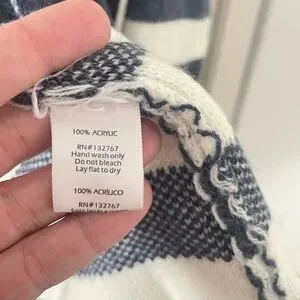 100% ACRYLIC
RN#132767
Hand wash only
Do not bleach
Lay flat to dry
100% ACRÍLICO
RN#132767